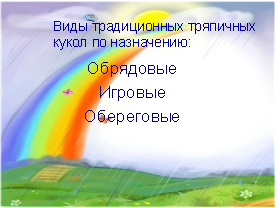 Виды традиционных тряпичных
кукол по назначению:
Обрядовые
Игровые
Обереговые